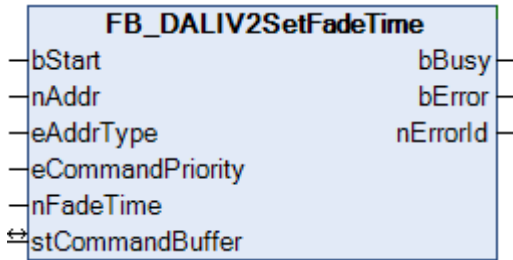 FB_DALIV2SetFadeTime
bStart bBusy
nAddr bError
eAddrType nErrorId
eCommandPriority
nFadeTime
stCommandBuffer